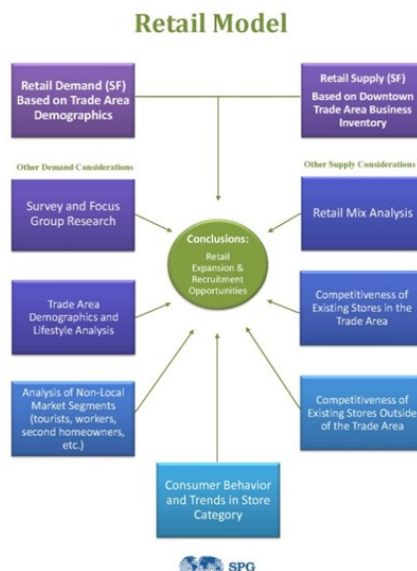 Retail Model
Retail Demand (SF)
Based on Trade Area
Demographics
Retail Supply (SF)
Based on Downtown
Trade Area Business
Inventory
Other Demand Considerations
Other Supply Considerations
Survey and Focus
Group Research
Retail Mix Analysis
Conclusions:
Retail
Expansion &
Recruitment
Opportunities
Trade Area
Demographics and
Lifestyle Analysis
Competitiveness of
Existing Stores in the
Trade Area
Analysis of Non-Local
Market Segments
(tourists, workers,
second homeowners,
etc.)
Competitiveness of
Existing Stores Outside
of the Trade Area
Consumer Behavior
and Trends in Store
Category
SPG